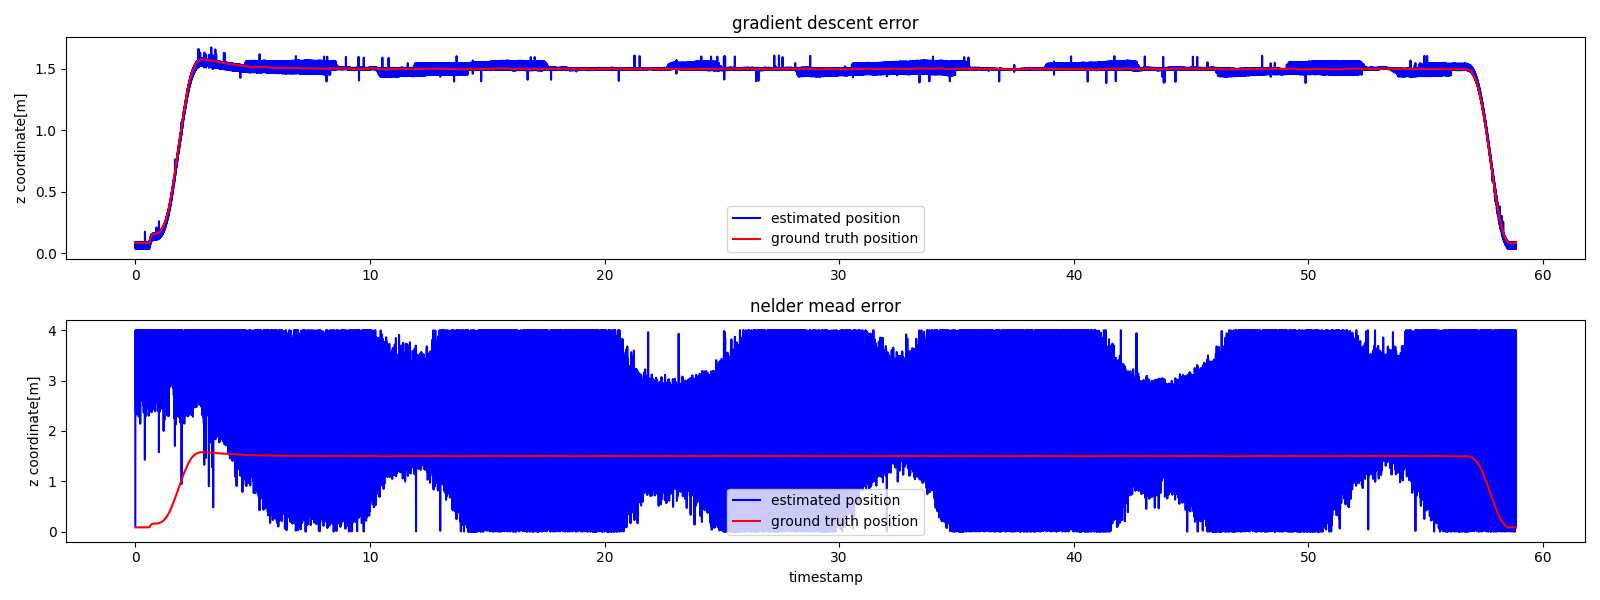 gradient descent error
z coordinate[m]
1.5
1.0
0.5
0.0
estimated position
ground truth position
0 10 20 30 40 50 60
nelder mead error
z coordinate[m]
4
3
2
1
0
estimated position
ground truth position
0 10 20 30 40 50 60
timestamp